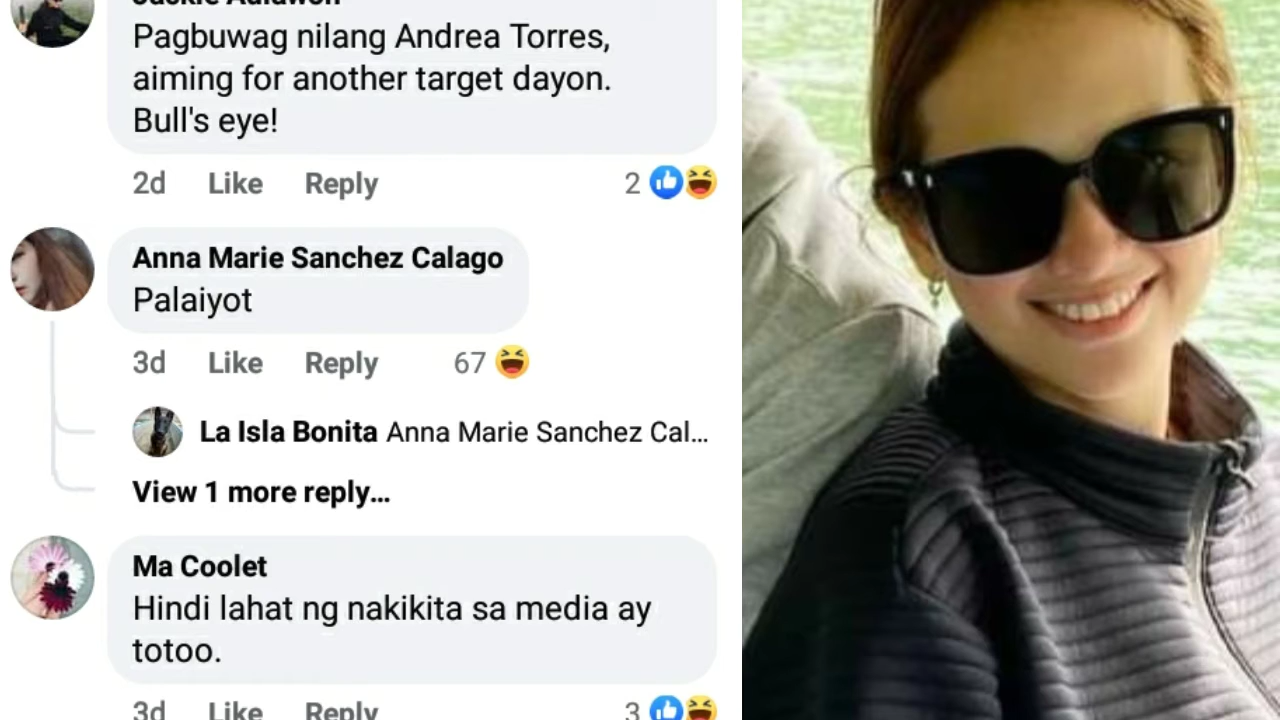 Pagbuwag nilang Andrea Torres,
aiming for another target dayon.
Bull's eye!
2d Like Reply 2
Anna Marie Sanchez Calago
Palaiyot
3d Like Reply 67
La Isla Bonita Anna Marie Sanchez Cal...
View 1 more reply...
Ma Coolet
Hindi lahat ng nakikita sa media ay
totoo.
3d Like Reply 3